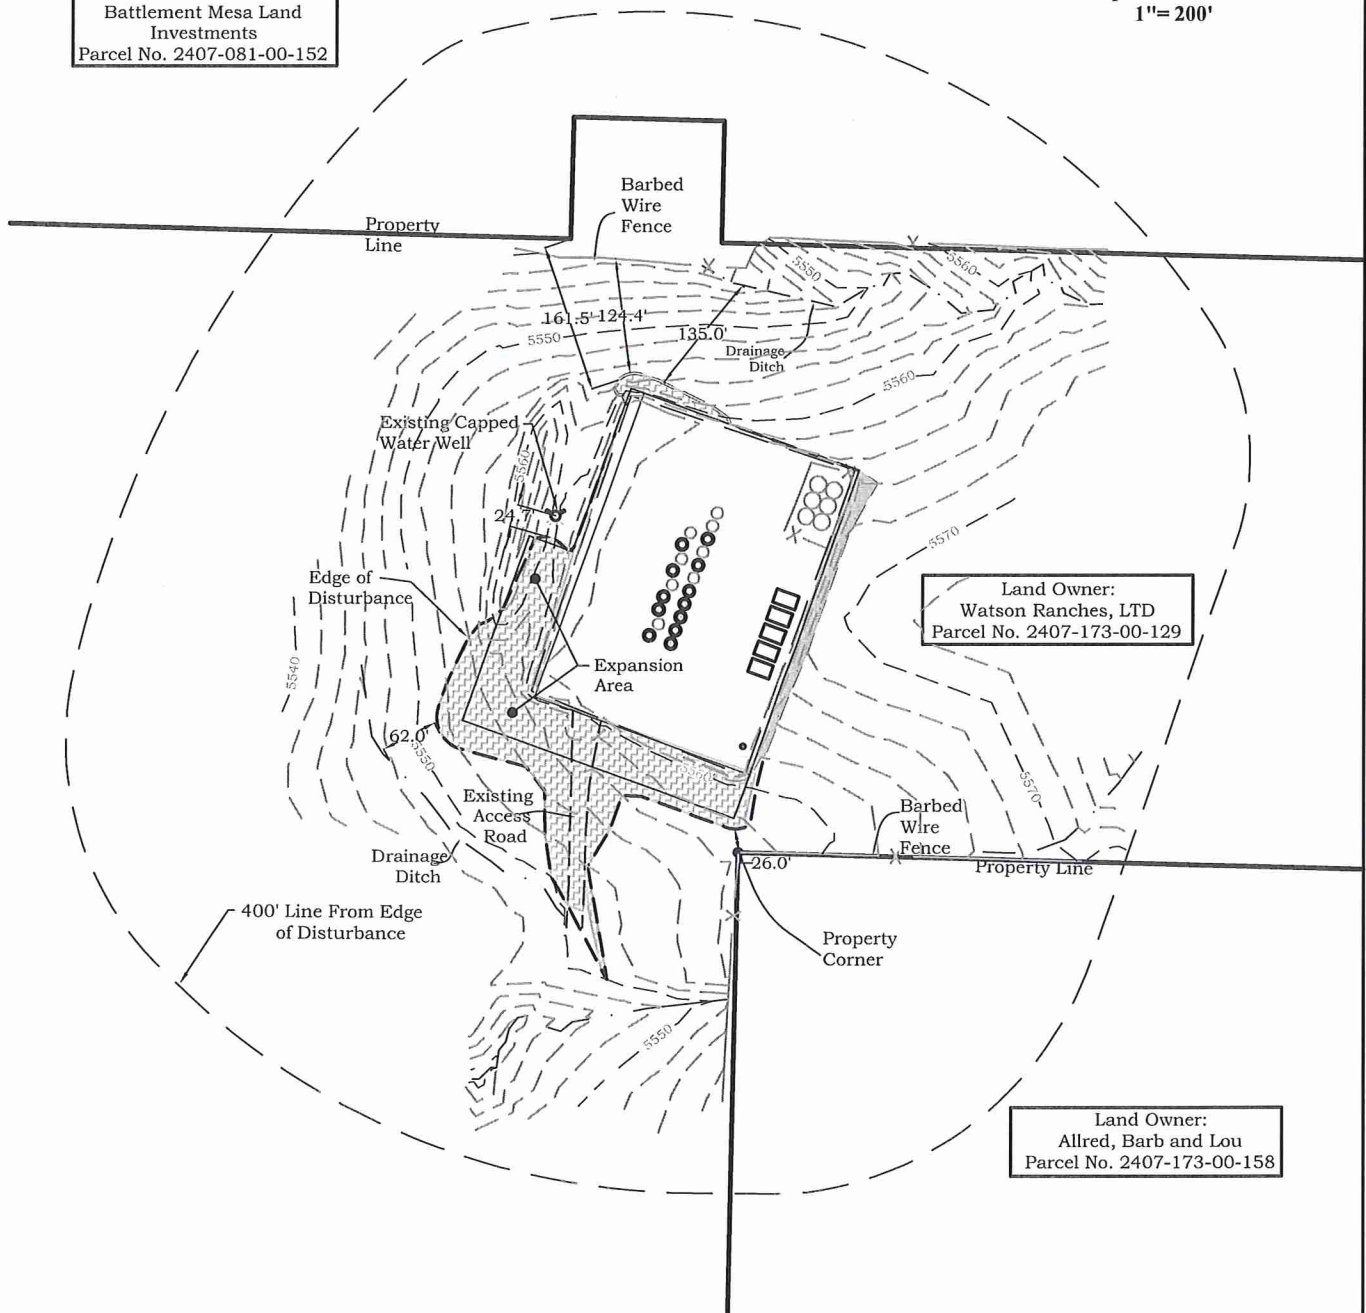 Battlement Mesa Land
Investments
Parcel No. 2407-081-00-152
1"= 200'
Barbed
Wire
Fence
Property
Line
5550
5560
161.5'
124.4'
135.0'
5550
Drainage
Ditch
5560
Existing Capped
Water Well
5560
24.7'
5570
Edge of
Disturbance
Land Owner:
Watson Ranches, LTD
Parcel No. 2407-173-00-129
5540
Expansion
Area
62.0'
5550
5560
5570
Existing
Access
Road
Barbed
Wire
Fence
Drainage
Ditch
26.0'
Property Line
400' Line From Edge
of Disturbance
Property
Corner
5550
Land Owner:
Allred, Barb and Lou
Parcel No. 2407-173-00-158